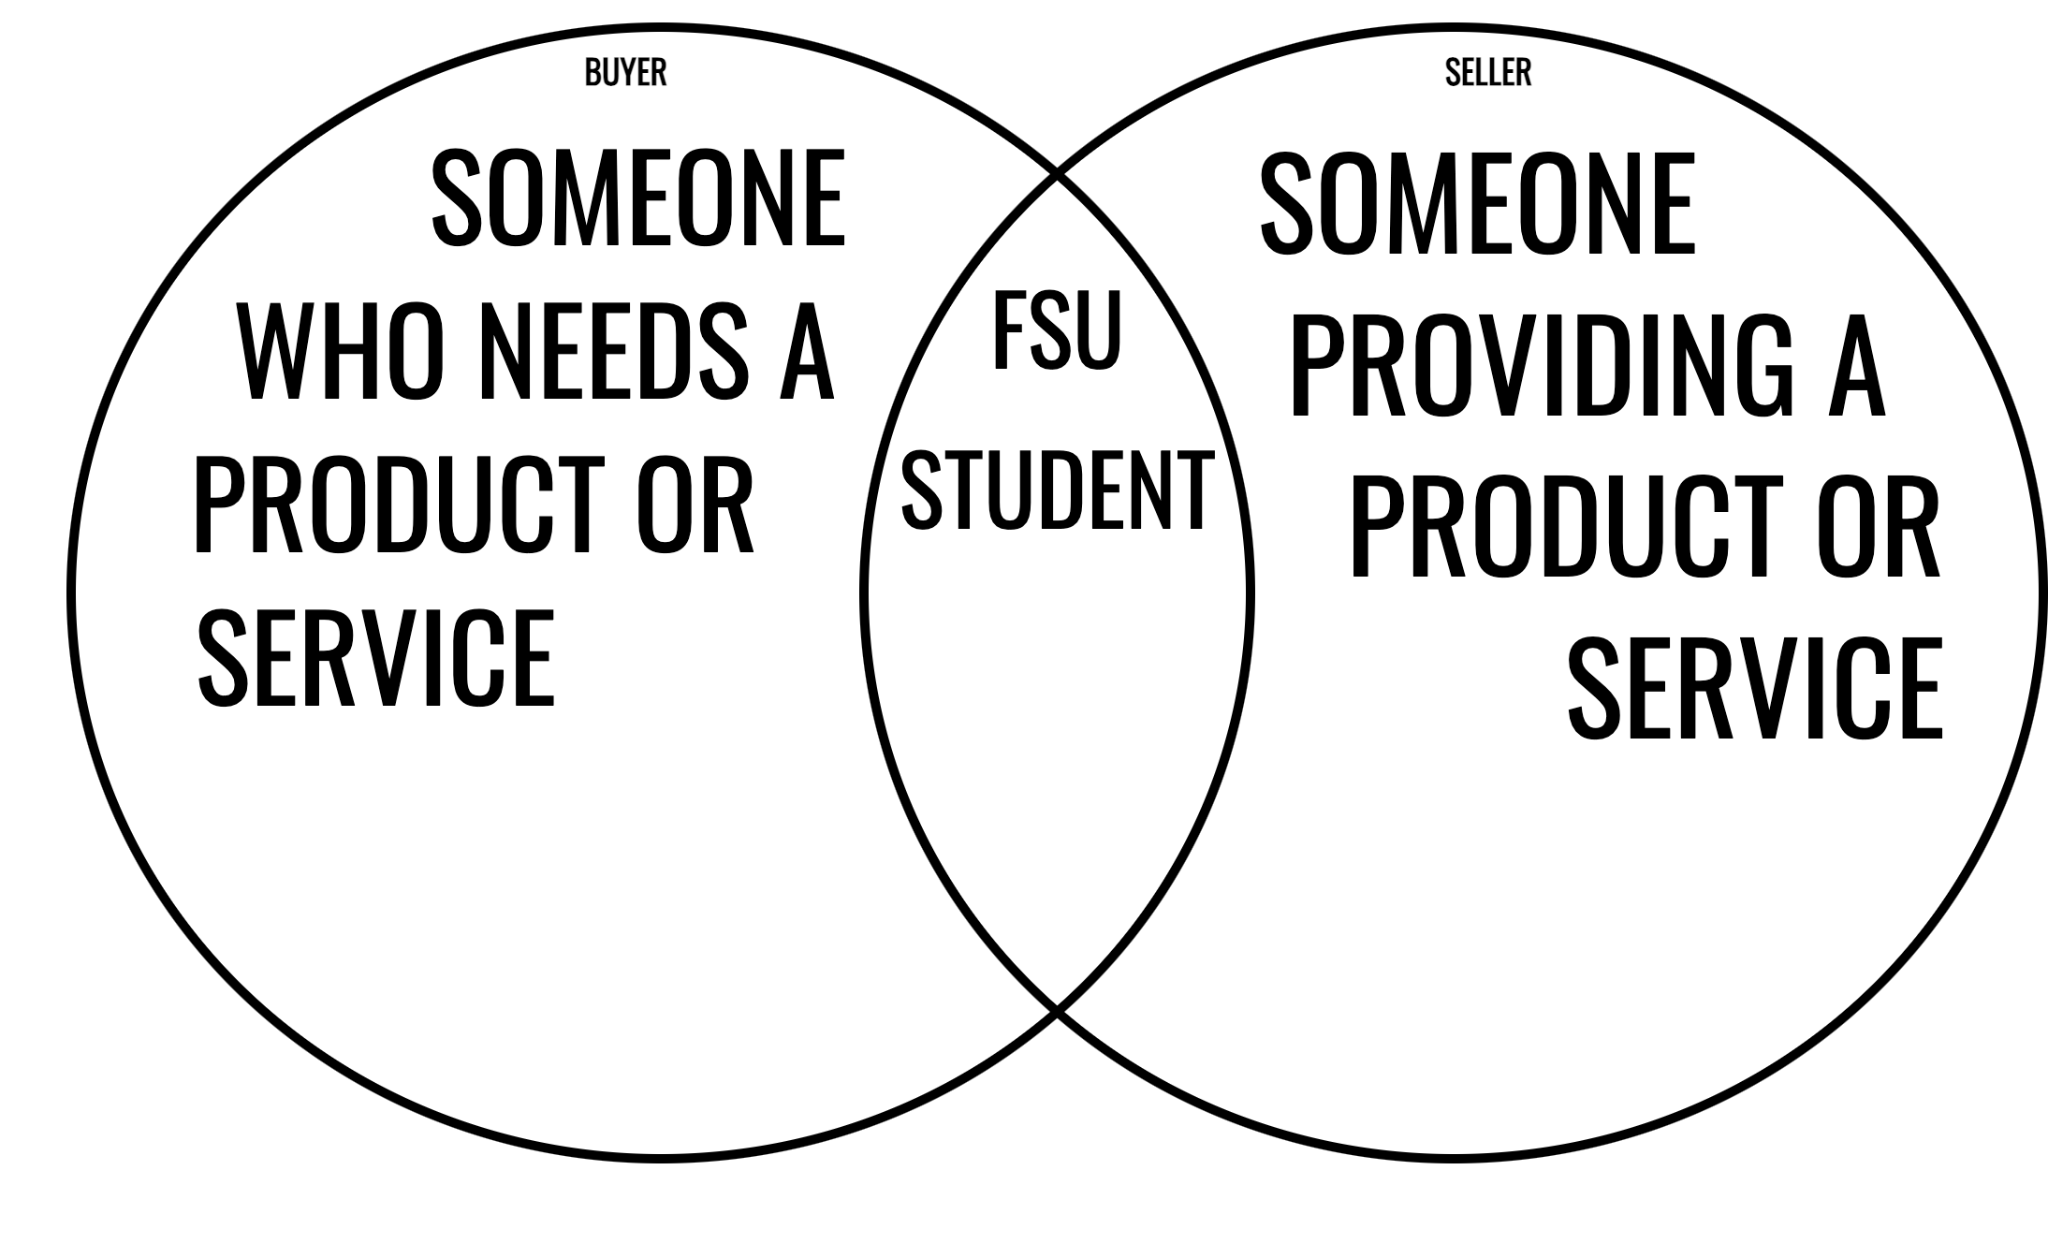 BUYER
SOMEONE
WHO NEEDS A
PRODUCT OR
SERVICE
FSU
STUDENT
SELLER
SOMEONE
PROVIDING A
PRODUCT OR
SERVICE